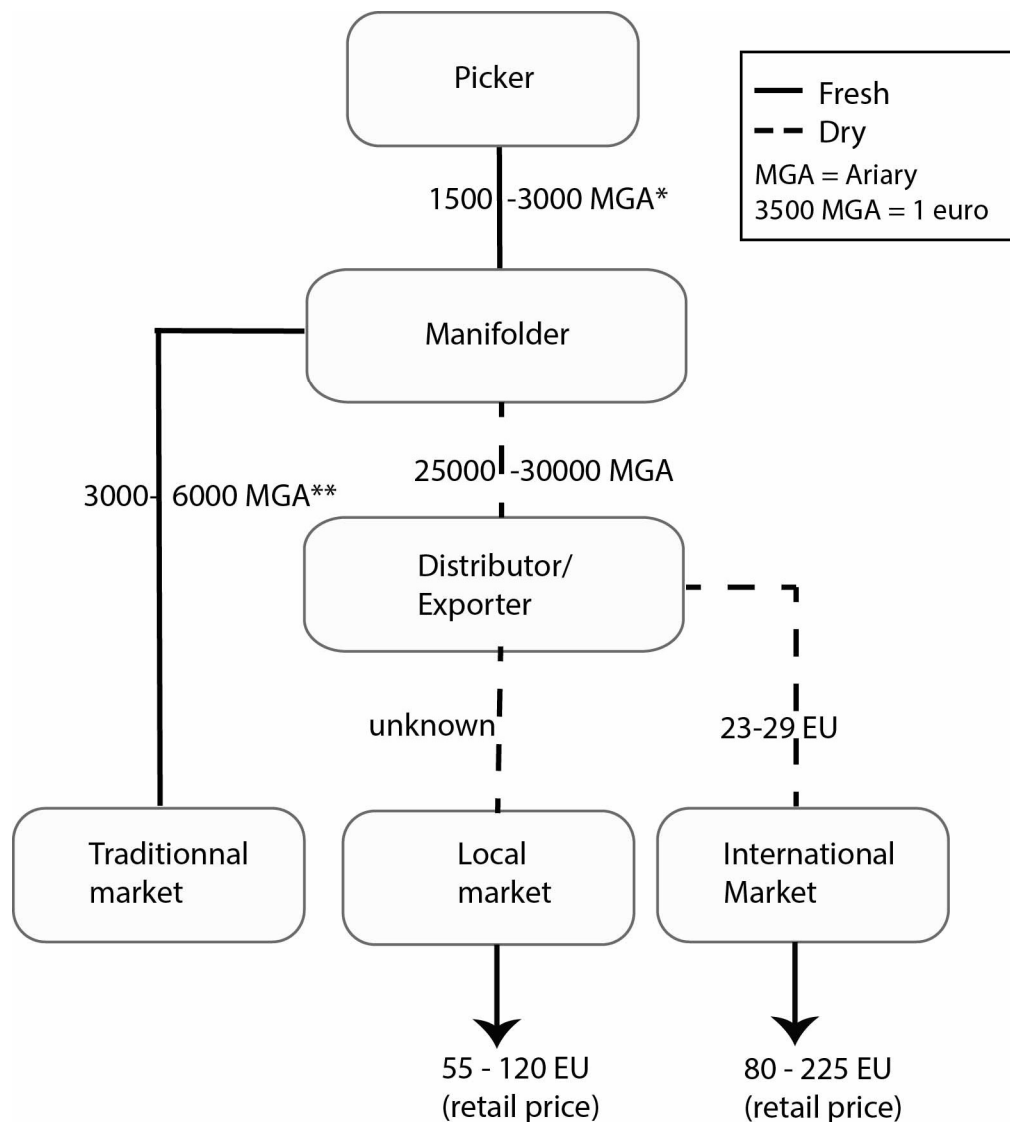 Picker
Fresh
Dry
MGA = Ariary
3500 MGA = 1 euro
1500 -3000 MGA*
Manifolder
25000 -30000 MGA
3000- 6000 MGA**
Distributor/
Exporter
unknown
23-29 EU
Traditionnal
market
Local
market
International
Market
55 - 120 EU
(retail price)
80 - 225 EU
(retail price)